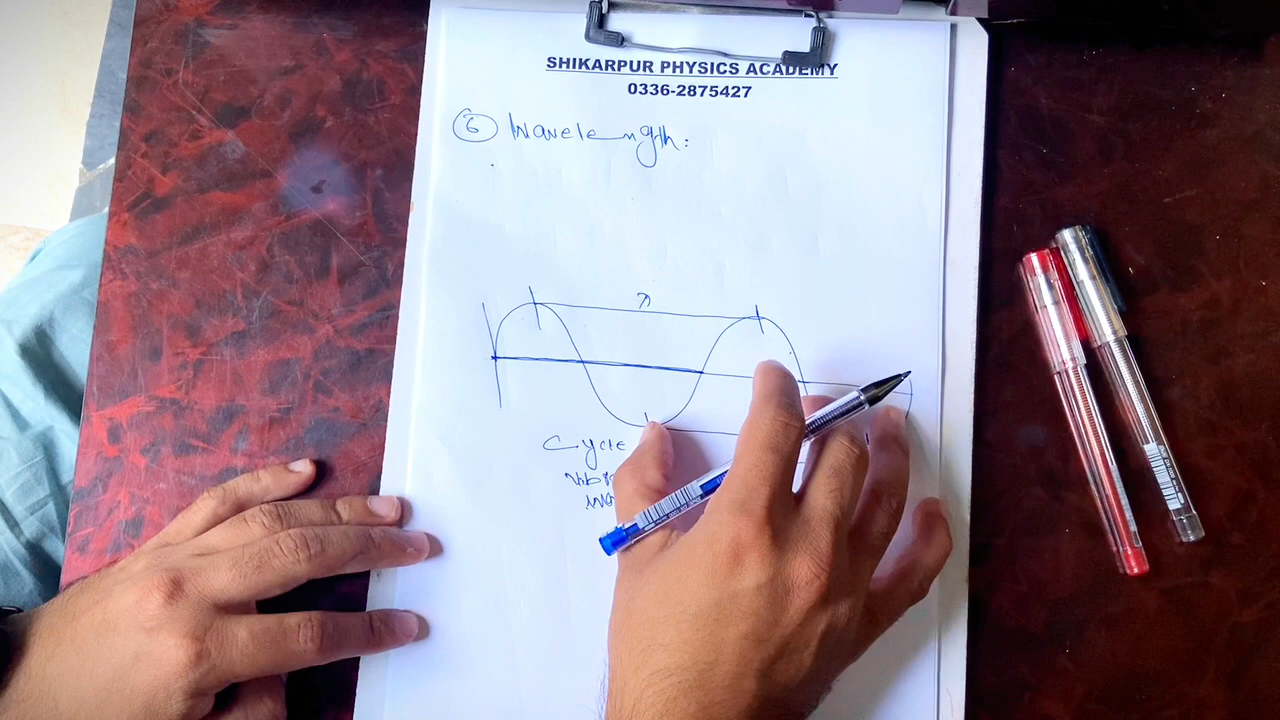 SHIKARPUR PHYSICS ACADEMY
0336-2875427
6 Wavelength:
λ
Cycle